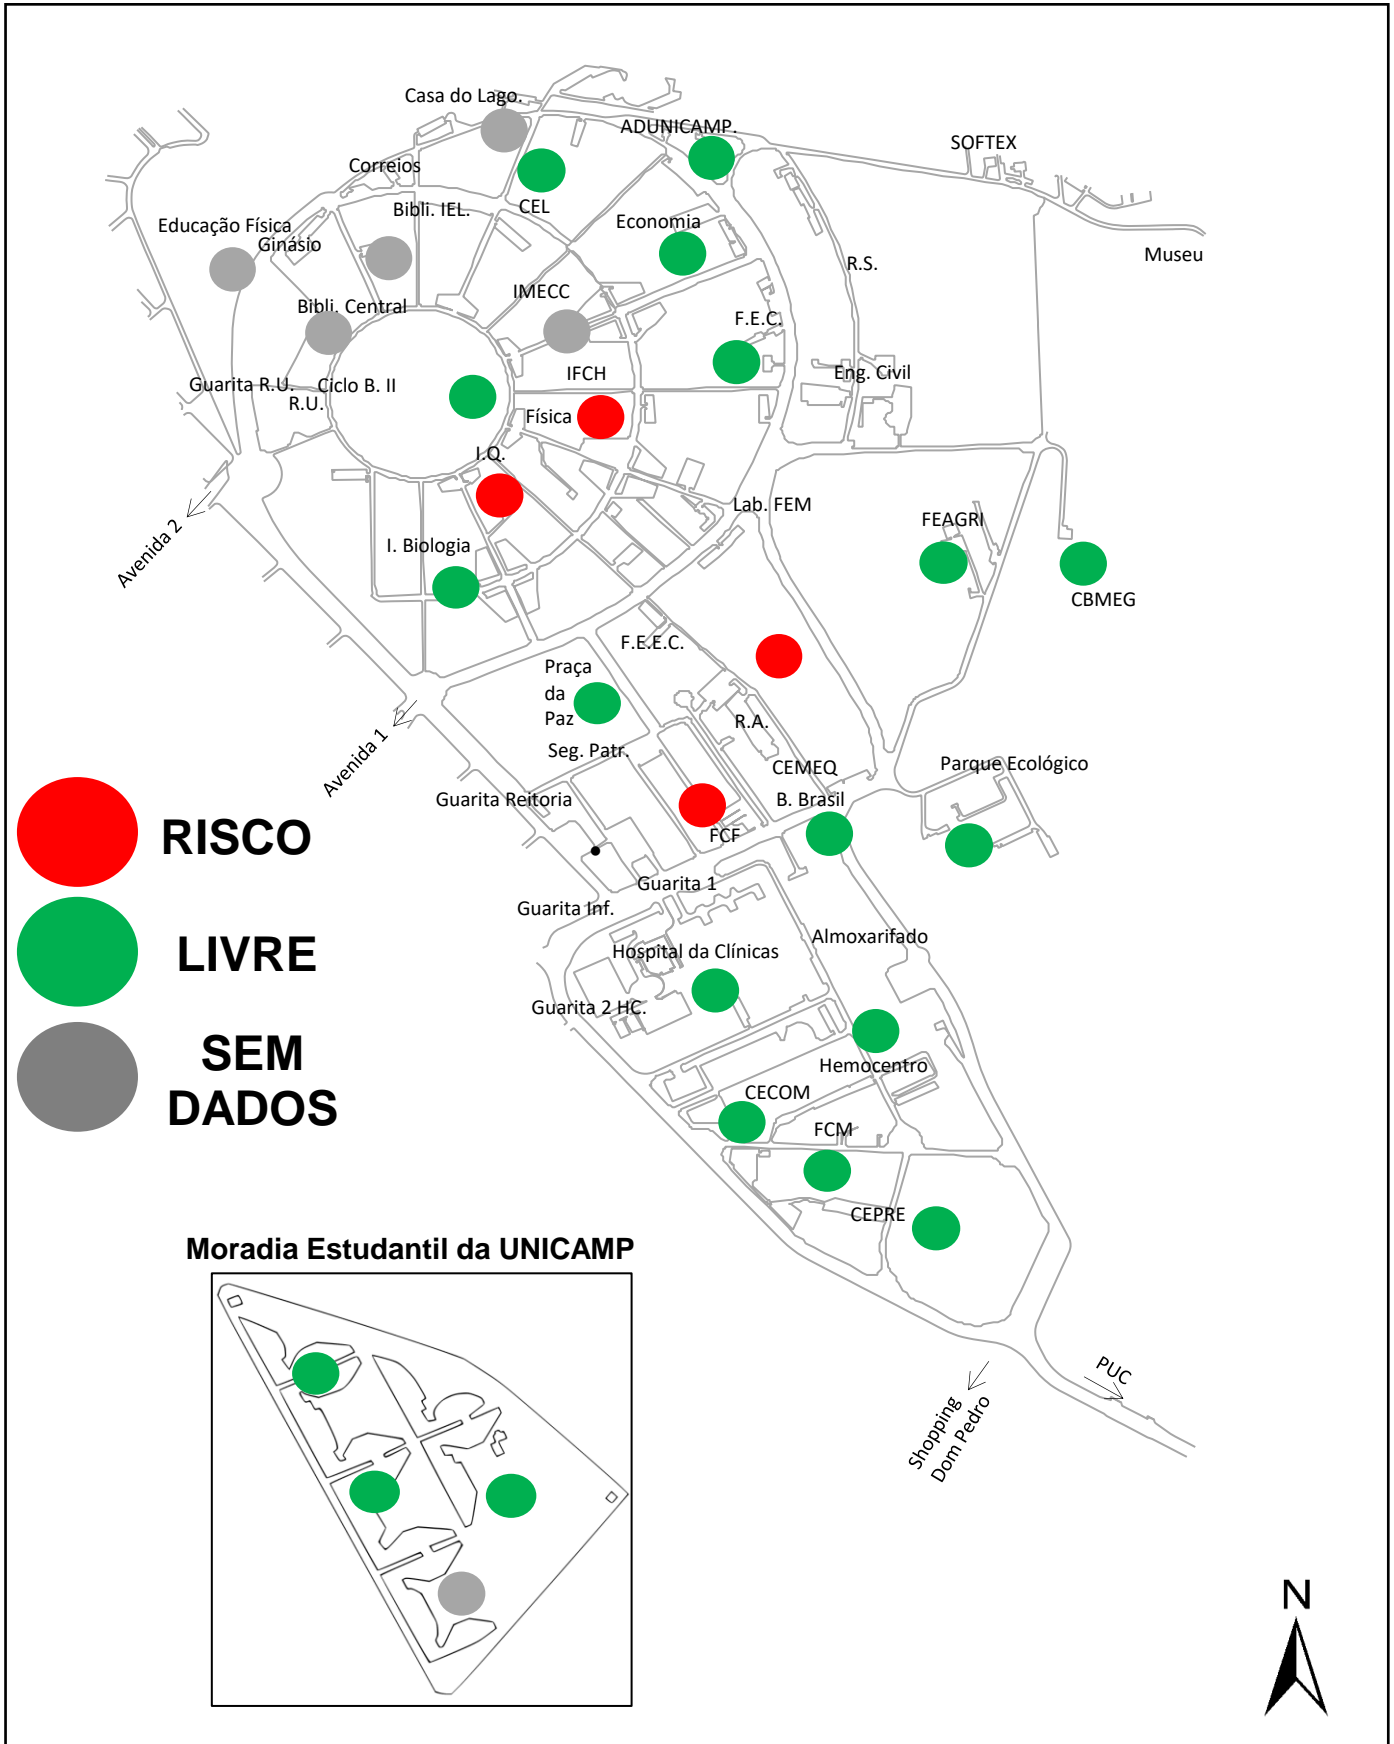 Casa do Lago.
ADUNICAMP.
SOFTEX
Correios
Bibli. IEL.
CEL
Educação Física
Ginásio
Economia
Museu
R.S.
IMECC
Bibli. Central
F.E.C.
IFCH
Eng. Civil
Guarita R.U.
Ciclo B. II
R.U.
Física
I.Q.
Lab. FEM
FEAGRI
Avenida 2
I. Biologia
CBMEG
F.E.E.C.
Praça
da
Paz
R.A.
Seg. Patr.
Avenida 1
CEMEQ
Parque Ecológico
Guarita Reitoria
B. Brasil
FCF
RISCO
Guarita 1
Guarita Inf.
LIVRE
Almoxarifado
Hospital da Clínicas
Guarita 2 HC.
SEM
DADOS
Hemocentro
CECOM
FCM
CEPRE
Moradia Estudantil da UNICAMP
PUC
Shopping
Dom Pedro
N